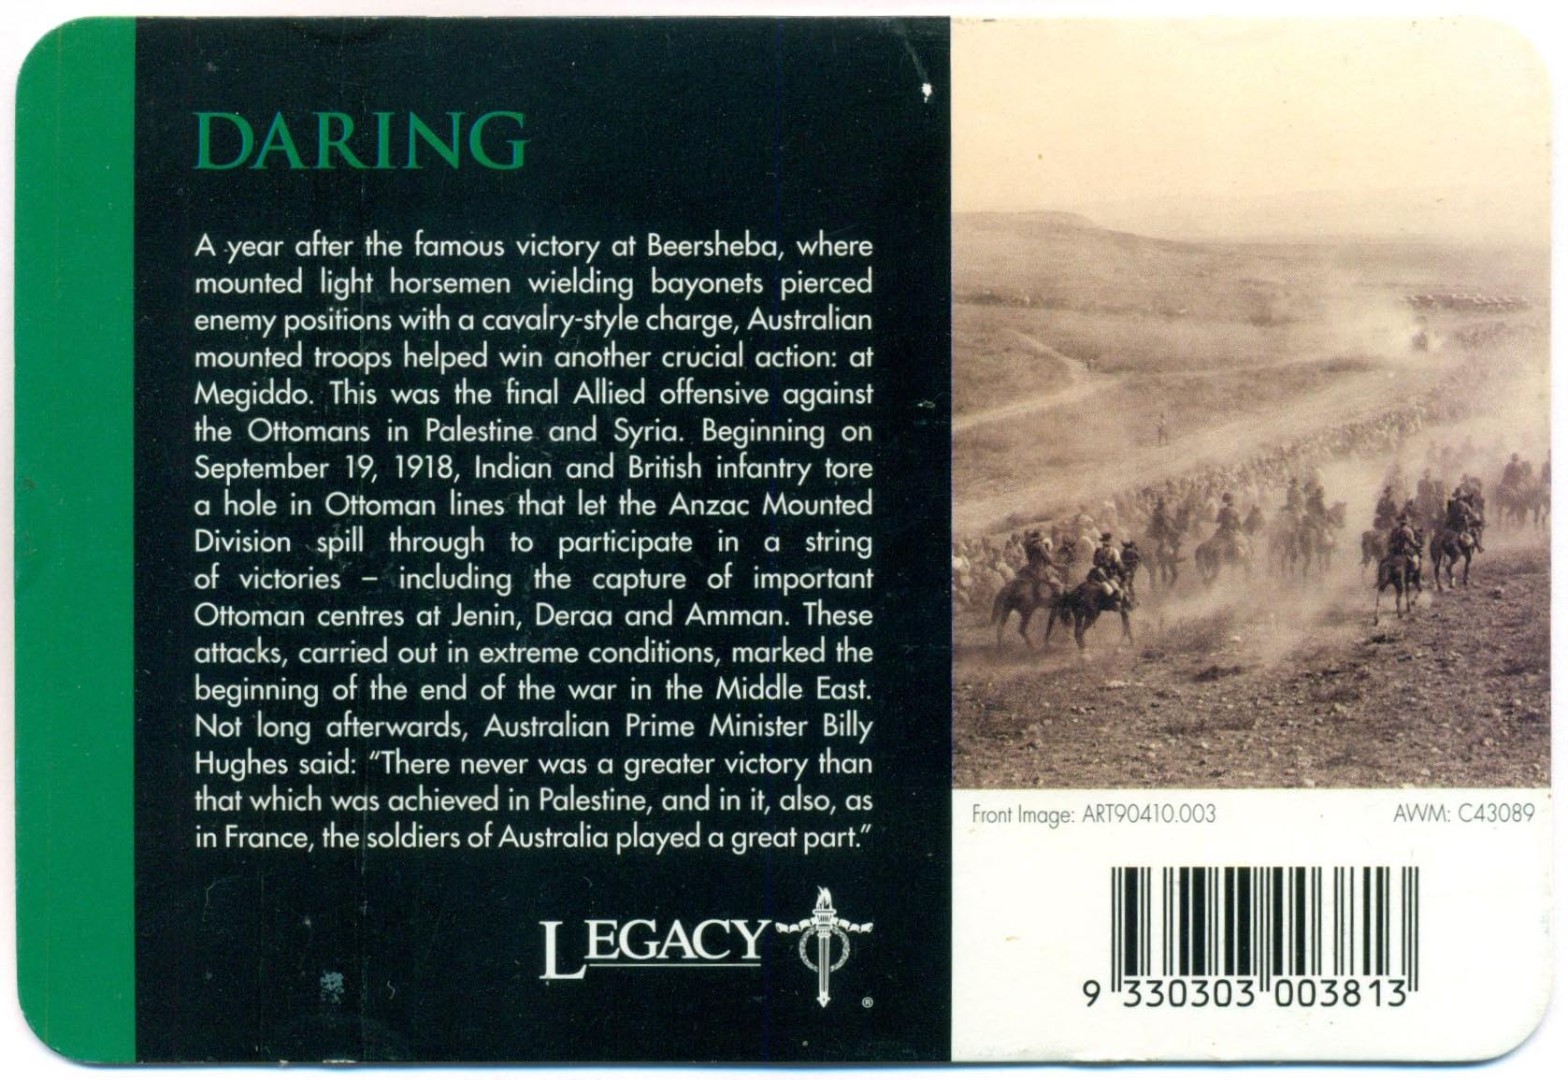 DARING
A year after the famous victory at Beersheba, where
mounted light horsemen wielding bayonets pierced
enemy positions with a cavalry-style charge, Australian
mounted troops helped win another crucial action: at
Megiddo. This was the final Allied offensive against
the Ottomans in Palestine and Syria. Beginning on
September 19, 1918, Indian and British infantry tore
a hole in Ottoman lines that let the Anzac Mounted
Division spill through to participate in a string
of victories – including the capture of important
Ottoman centres at Jenin, Deraa and Amman. These
attacks, carried out in extreme conditions, marked the
beginning of the end of the war in the Middle East.
Not long afterwards, Australian Prime Minister Billy
Hughes said: “There never was a greater victory than
that which was achieved in Palestine, and in it, also, as
in France, the soldiers of Australia played a great part.”
LEGACY
®
Front Image: ART90410.003
AWM: C43089
9 330303 003813